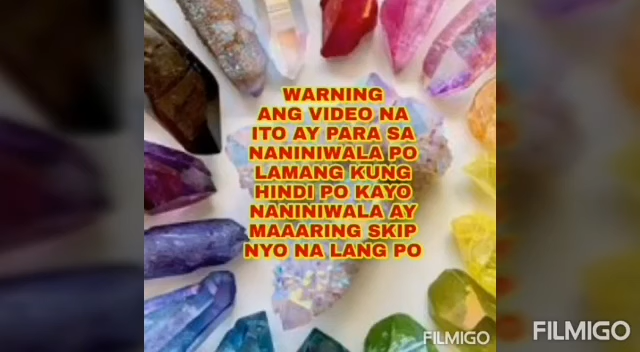 WARNING
ANG VIDEO NA
ITO AY PARA SA
NANINIWALA PO
LAMANG KUNG
HINDI PO KAYO
NANINIWALA AY
MAAARING SKIP
NYO NA LANG PO
FILMIGO
FILMIGO